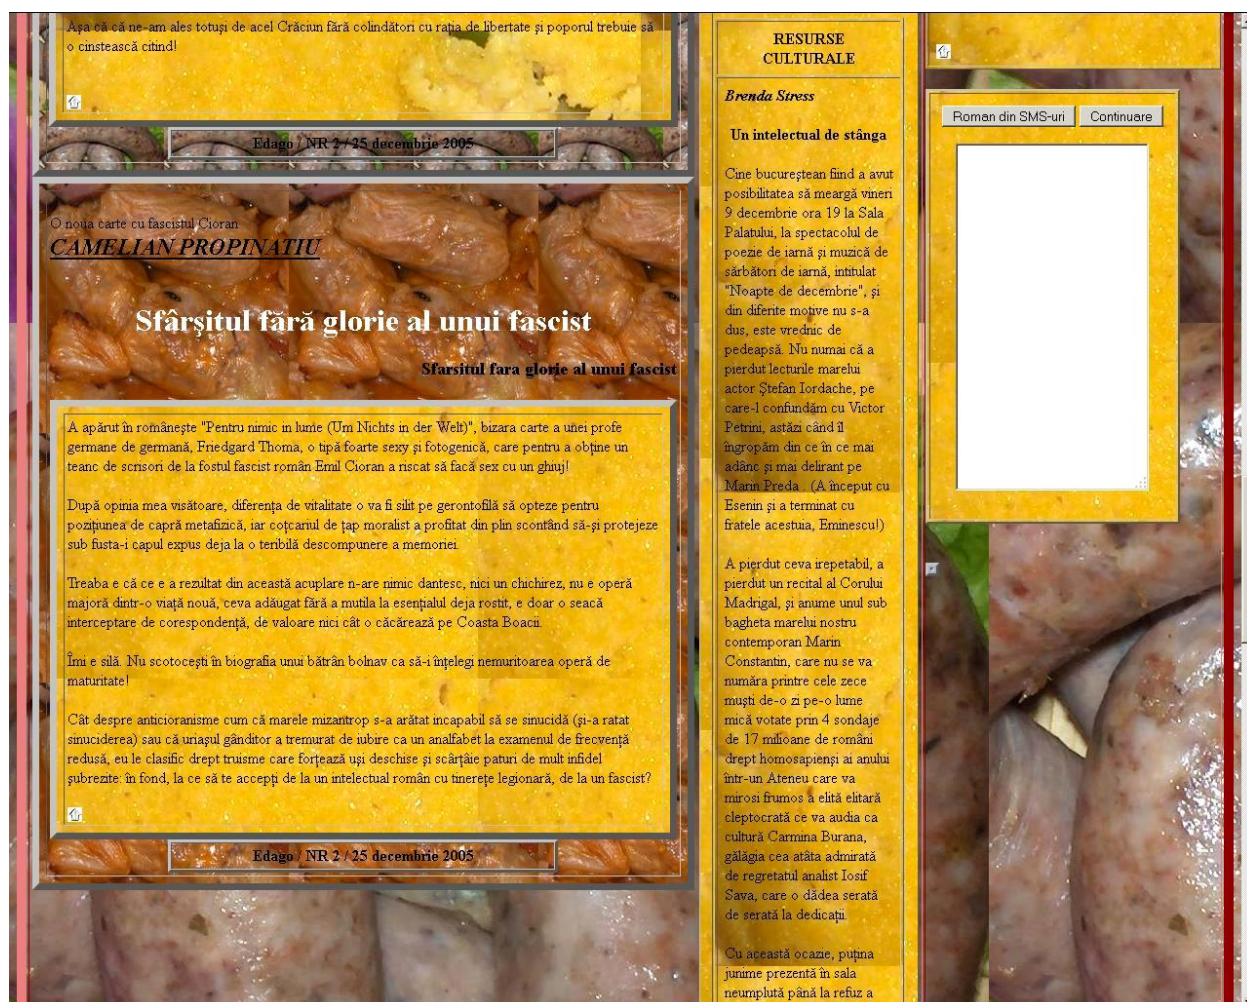 Așa că că ne-am ales totuși de acel Crăciun fără colindători cu rația de libertate și poporul trebuie să
o cinstească citind!
Edago / NR 2 / 25 decembrie 2005
O noua carte cu fascistul Cioran
CAMELIAN PROPINATIU
Sfârşitul fără glorie al unui fascist
Sfarsitul fara glorie al unui fascist
A apărut în românește "Pentru nimic in lume (Um Nichts in der Welt)", bizara carte a unei profe
germane de germană, Friedgard Thoma, o tipă foarte sexy și fotogenică, care pentru a obține un
teanc de scrisori de la fostul fascist român Emil Cioran a riscat să facă sex cu un ghiuj!
După opinia mea visătoare, diferența de vitalitate o va fi silit pe gerontofilă să opteze pentru
pozițiunea de capră metafizică, iar coțcariul de țap moralist a profitat din plin scontând să-și protejeze
sub fusta-i capul expus deja la o teribilă descompunere a memoriei.
Treaba e că ce e a rezultat din această acuplare n-are nimic dantesc, nici un chichirez, nu e operă
majoră dintr-o viață nouă, ceva adăugat fără a mutila la esențialul deja rostit, e doar o seacă
interceptare de corespondență, de valoare nici cât o căcărează pe Coasta Boacii.
Îmi e silă. Nu scotocești în biografia unui bătrân bolnav ca să-i înțelegi nemuritoarea operă de
maturitate!
Cât despre anticioranisme cum că marele mizantrop s-a arătat incapabil să se sinucidă (și-a ratat
sinuciderea) sau că uriașul gânditor a tremurat de iubire ca un analfabet la examenul de frecvență
redusă, eu le clasific drept truisme care forțează uși deschise și scârțâie paturi de mult infidel
șubrezite: în fond, la ce să te accepți de la un intelectual român cu tinerețe legionară, de la un fascist?
Edago / NR 2 / 25 decembrie 2005
RESURSE
CULTURALE
Brenda Stress
Un intelectual de stânga
Cine bucureștean fiind a avut
posibilitatea să meargă vineri
9 decembrie ora 19 la Sala
Palatului, la spectacolul de
poezie de iarnă și muzică de
sărbători de iarnă, intitulat
"Noapte de decembrie", și
din diferite motive nu s-a
dus, este vrednic de
pedeapsă. Nu numai că a
pierdut lecturile marelui
actor Ștefan Iordache, pe
care-l confundăm cu Victor
Petrini, astăzi când îl
îngropăm din ce în ce mai
adânc și mai delirant pe
Marin Preda . (A început cu
Esenin și a terminat cu
fratele acestuia, Eminescu!)
A pierdut ceva irepetabil, a
pierdut un recital al Corului
Madrigal, și anume unul sub
bagheta marelui nostru
contemporan Marin
Constantin, care nu se va
număra printre cele zece
muști de-o zi pe-o lume
mică votate prin 4 sondaje
de 17 milioane de români
drept homosapienși ai anului
într-un Ateneu care va
mirosi frumos a elită elitară
cleptocrată ce va audia ca
cultură Carmina Burana,
gălăgia cea atâta admirată
de regretatul analist Iosif
Sava, care o dădea serată
de serată la dedicații.
Cu această ocazie, puțina
junime prezentă în sala
neumplută până la refuz a
Roman din SMS-uri
Continuare